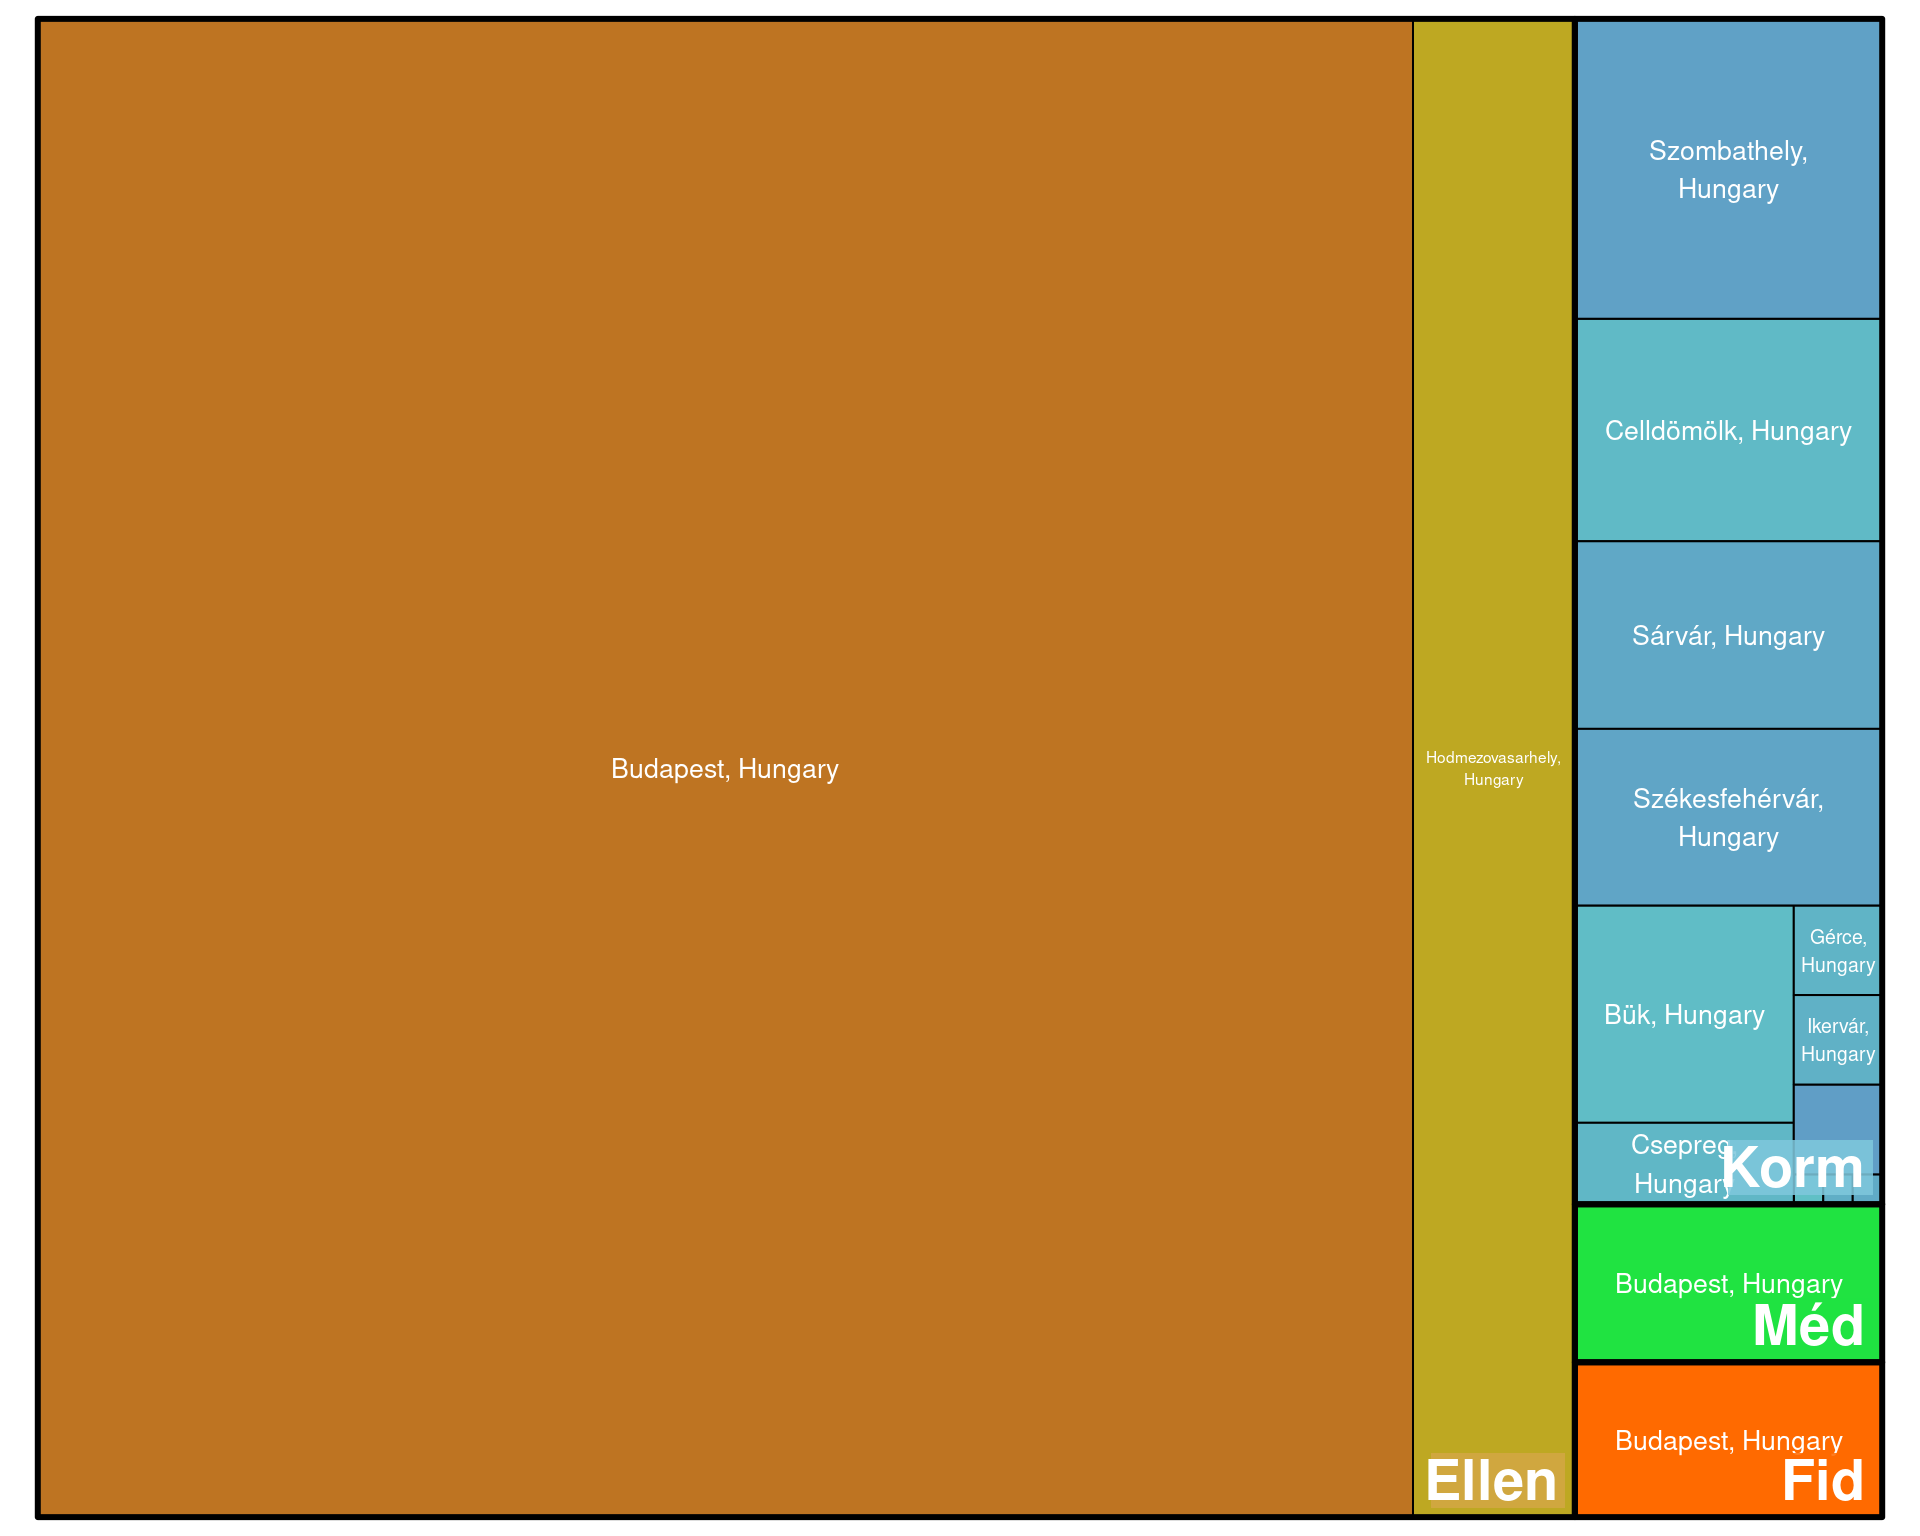 Budapest, Hungary
Hodmezovasarhely,
Hungary
Ellen
Szombathely,
Hungary
Celldömölk, Hungary
Sárvár, Hungary
Székesfehérvár,
Hungary
Bük, Hungary
Gérce,
Hungary
Ikervár,
Hungary
Csepreg
Hungary
Korm
Budapest, Hungary
Méd
Budapest, Hungary
Fid